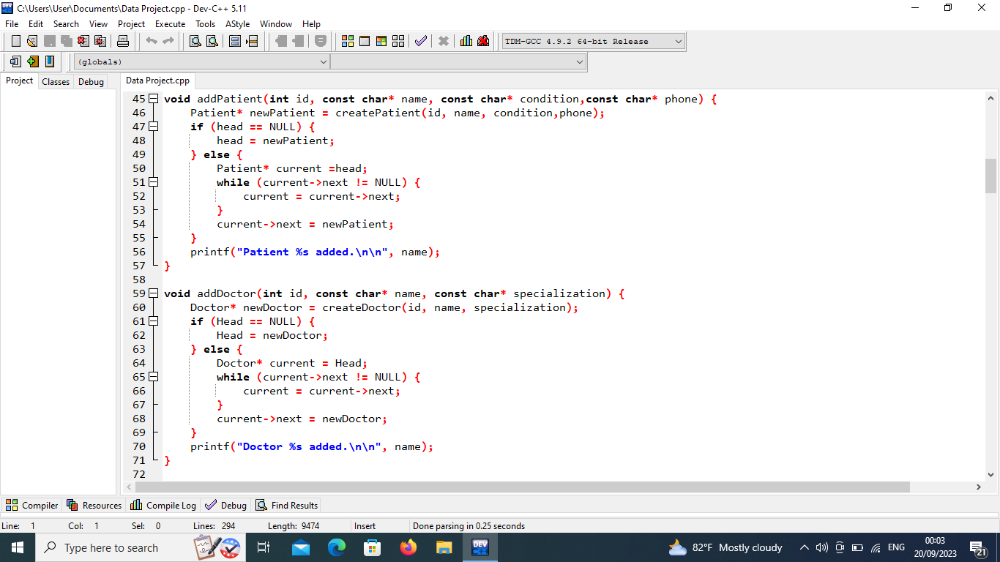 C:\Users\User\Documents\Data Project.cpp - Dev-C++ 5.11
File Edit Search View Project Execute Tools AStyle Window Help
TDM-GCC 4.9.2 64-bit Release
(globals)
Project Classes Debug Data Project.cpp
45 void addPatient(int id, const char* name, const char* condition,const char* phone) {
46 Patient* newPatient = createPatient(id, name, condition,phone);
47 if (head == NULL) {
48 head = newPatient;
49 } else {
50 Patient* current =head;
51 while (current->next != NULL) {
52 current = current->next;
53 }
54 current->next = newPatient;
55 }
56 printf("Patient %s added.\n\n", name);
57 }
58
59 void addDoctor(int id, const char* name, const char* specialization) {
60 Doctor* newDoctor = createDoctor(id, name, specialization);
61 if (Head == NULL) {
62 Head = newDoctor;
63 } else {
64 Doctor* current = Head;
65 while (current->next != NULL) {
66 current = current->next;
67 }
68 current->next = newDoctor;
69 }
70 printf("Doctor %s added.\n\n", name);
71 }
72
Compiler Resources Compile Log Debug Find Results
Line: 1 Col: 1 Sel: 0 Lines: 294 Length: 9474 Insert Done parsing in 0.25 seconds
Type here to search
DEV
82°F Mostly cloudy
ENG
00:03
20/09/2023
21